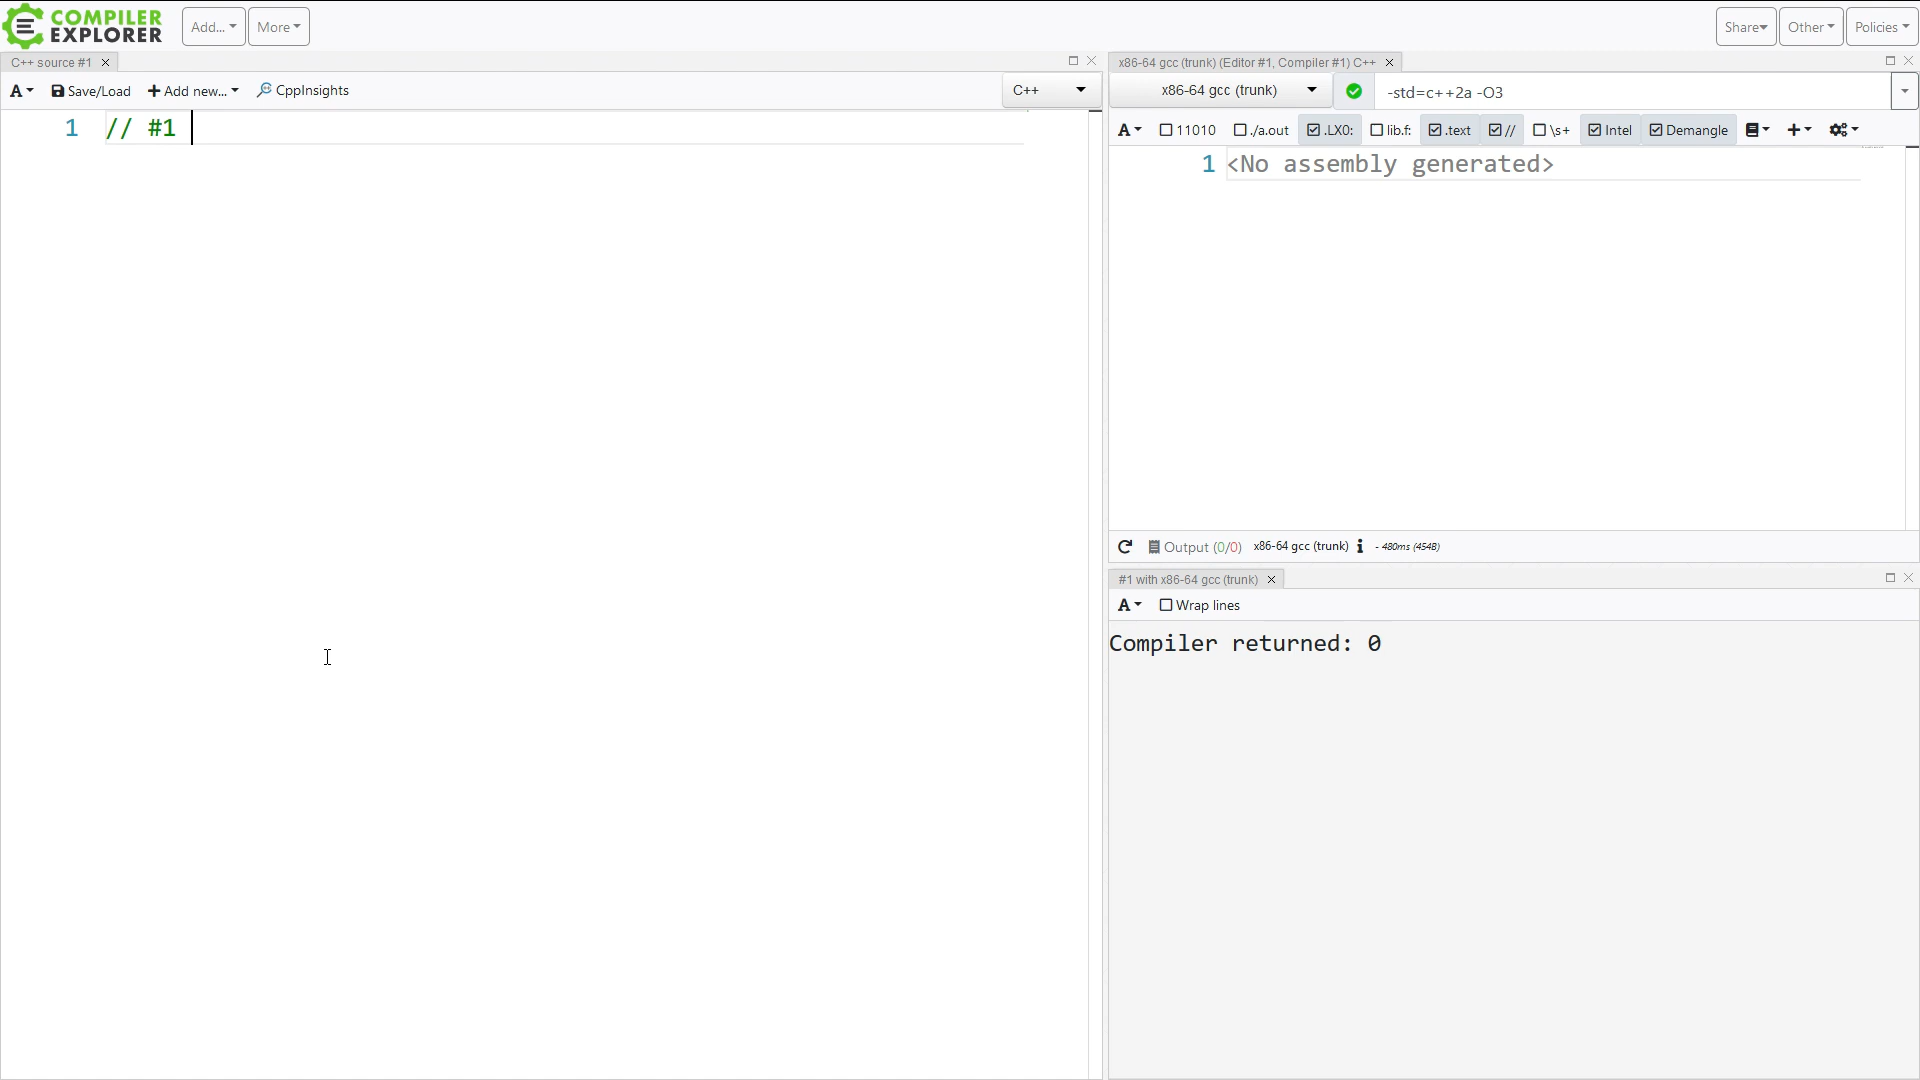 COMPILER
EXPLORER
Add...
More
Share
Other
Policies
C++ source #1
A
Save/Load
Add new...
CppInsights
C++
1
// #1
x86-64 gcc (trunk) (Editor #1, Compiler #1) C++
x86-64 gcc (trunk)
-std=c++2a -O3
A
11010
./a.out
.LX0:
lib.f:
.text
//
\s+
Intel
Demangle
1
<No assembly generated>
Output (0/0)
x86-64 gcc (trunk)
i
- 480ms (454B)
#1 with x86-64 gcc (trunk)
A
Wrap lines
Compiler returned: 0